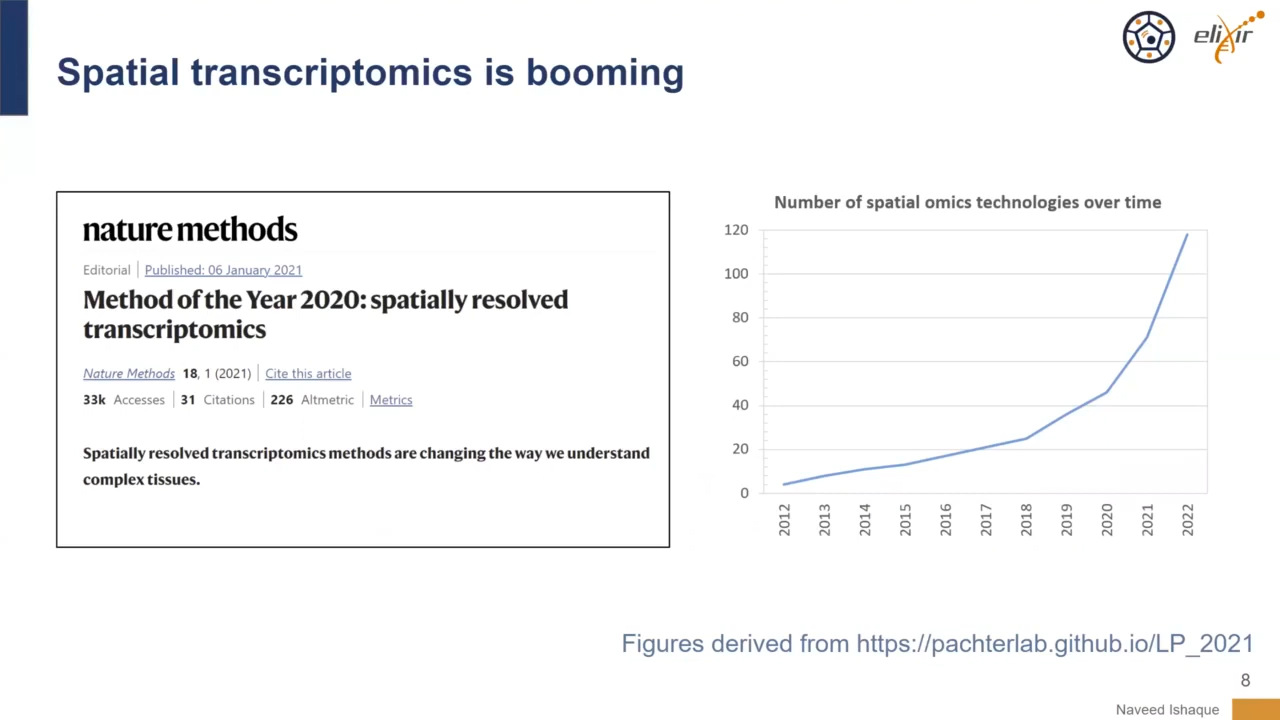 elixir
Spatial transcriptomics is booming
nature methods
Editorial | Published: 06 January 2021
Method of the Year 2020: spatially resolved
transcriptomics
Nature Methods 18, 1 (2021) | Cite this article
33k Accesses | 31 Citations | 226 Altmetric | Metrics
Spatially resolved transcriptomics methods are changing the way we understand
complex tissues.
Number of spatial omics technologies over time
120
100
80
60
40
20
0
2012
2013
2014
2015
2016
2017
2018
2019
2020
2021
2022
Figures derived from https://pachterlab.github.io/LP_2021
8
Naveed Ishaque